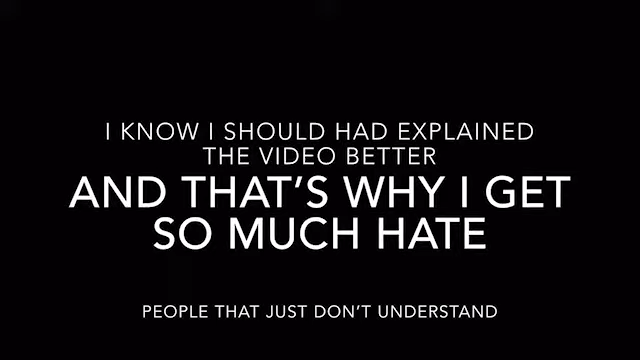 I KNOW I SHOULD HAD EXPLAINED
THE VIDEO BETTER
AND THAT'S WHY I GET
SO MUCH HATE
PEOPLE THAT JUST DON'T UNDERSTAND